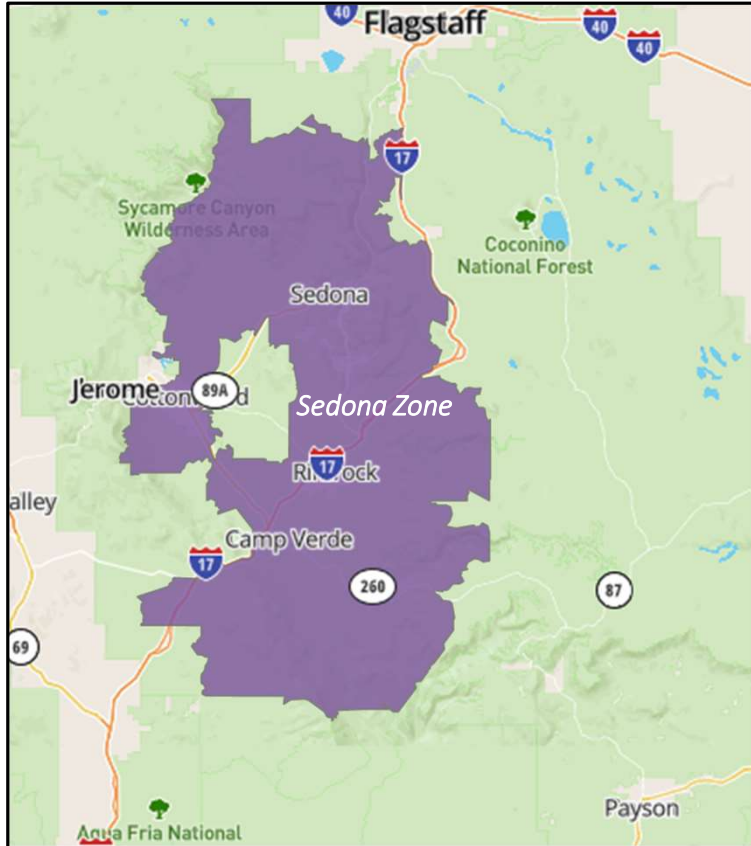 40
Flagstaff
40
40
17
Sycamore Canyon
Wilderness Area
Coconino
National Forest
Sedona
Jerome
89A
Sedona Zone
17
alley
Camp Verde
17
260
87
69
Payson
Agua Fria National